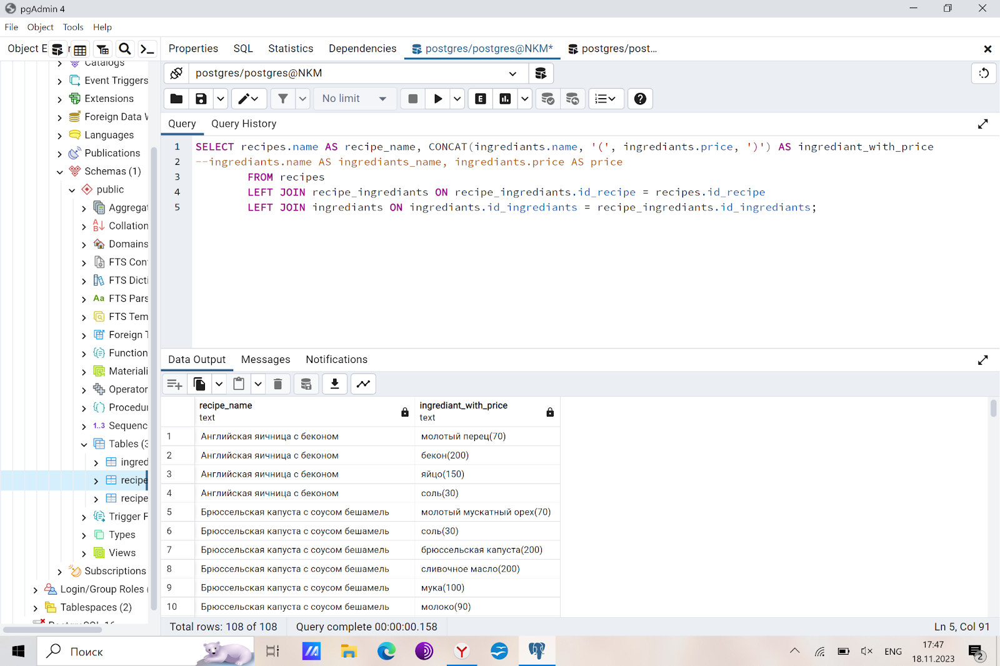 pgAdmin 4
File Object Tools Help
Object E
Properties SQL Statistics Dependencies postgres/postgres@NKM* postgres/post...
Catalogs
Event Triggers
Extensions
Foreign Data W
Languages
Publications
Schemas (1)
public
Aggregat
Collation
Domains
FTS Con
FTS Dicti
Aa FTS Pars
FTS Tem
Foreign T
Function
Materiali
Operator
Procedur
1..3 Sequenc
Tables (3
ingred
recipe
recipe
Trigger F
Types
Views
Subscriptions
Login/Group Roles (
Tablespaces (2)
postgres/postgres@NKM
No limit
E
Query Query History
1 SELECT recipes.name AS recipe_name, CONCAT(ingrediants.name, '(', ingrediants.price, ')') AS ingrediant_with_price
2 --ingrediants.name AS ingrediants_name, ingrediants.price AS price
3 FROM recipes
4 LEFT JOIN recipe_ingrediants ON recipe_ingrediants.id_recipe = recipes.id_recipe
5 LEFT JOIN ingrediants ON ingrediants.id_ingrediants = recipe_ingrediants.id_ingrediants;
Data Output Messages Notifications
recipe_name ingrediant_with_price
text text
1 Английская яичница с беконом молотый перец(70)
2 Английская яичница с беконом бекон(200)
3 Английская яичница с беконом яйцо(150)
4 Английская яичница с беконом соль(30)
5 Брюссельская капуста с соусом бешамель молотый мускатный орех(70)
6 Брюссельская капуста с соусом бешамель соль(30)
7 Брюссельская капуста с соусом бешамель брюссельская капуста(200)
8 Брюссельская капуста с соусом бешамель сливочное масло(200)
9 Брюссельская капуста с соусом бешамель мука(100)
10 Брюссельская капуста с соусом бешамель молоко(90)
Total rows: 108 of 108 Query complete 00:00:00.158 Ln 5, Col 91
Поиск
ENG
17:47
18.11.2023
2